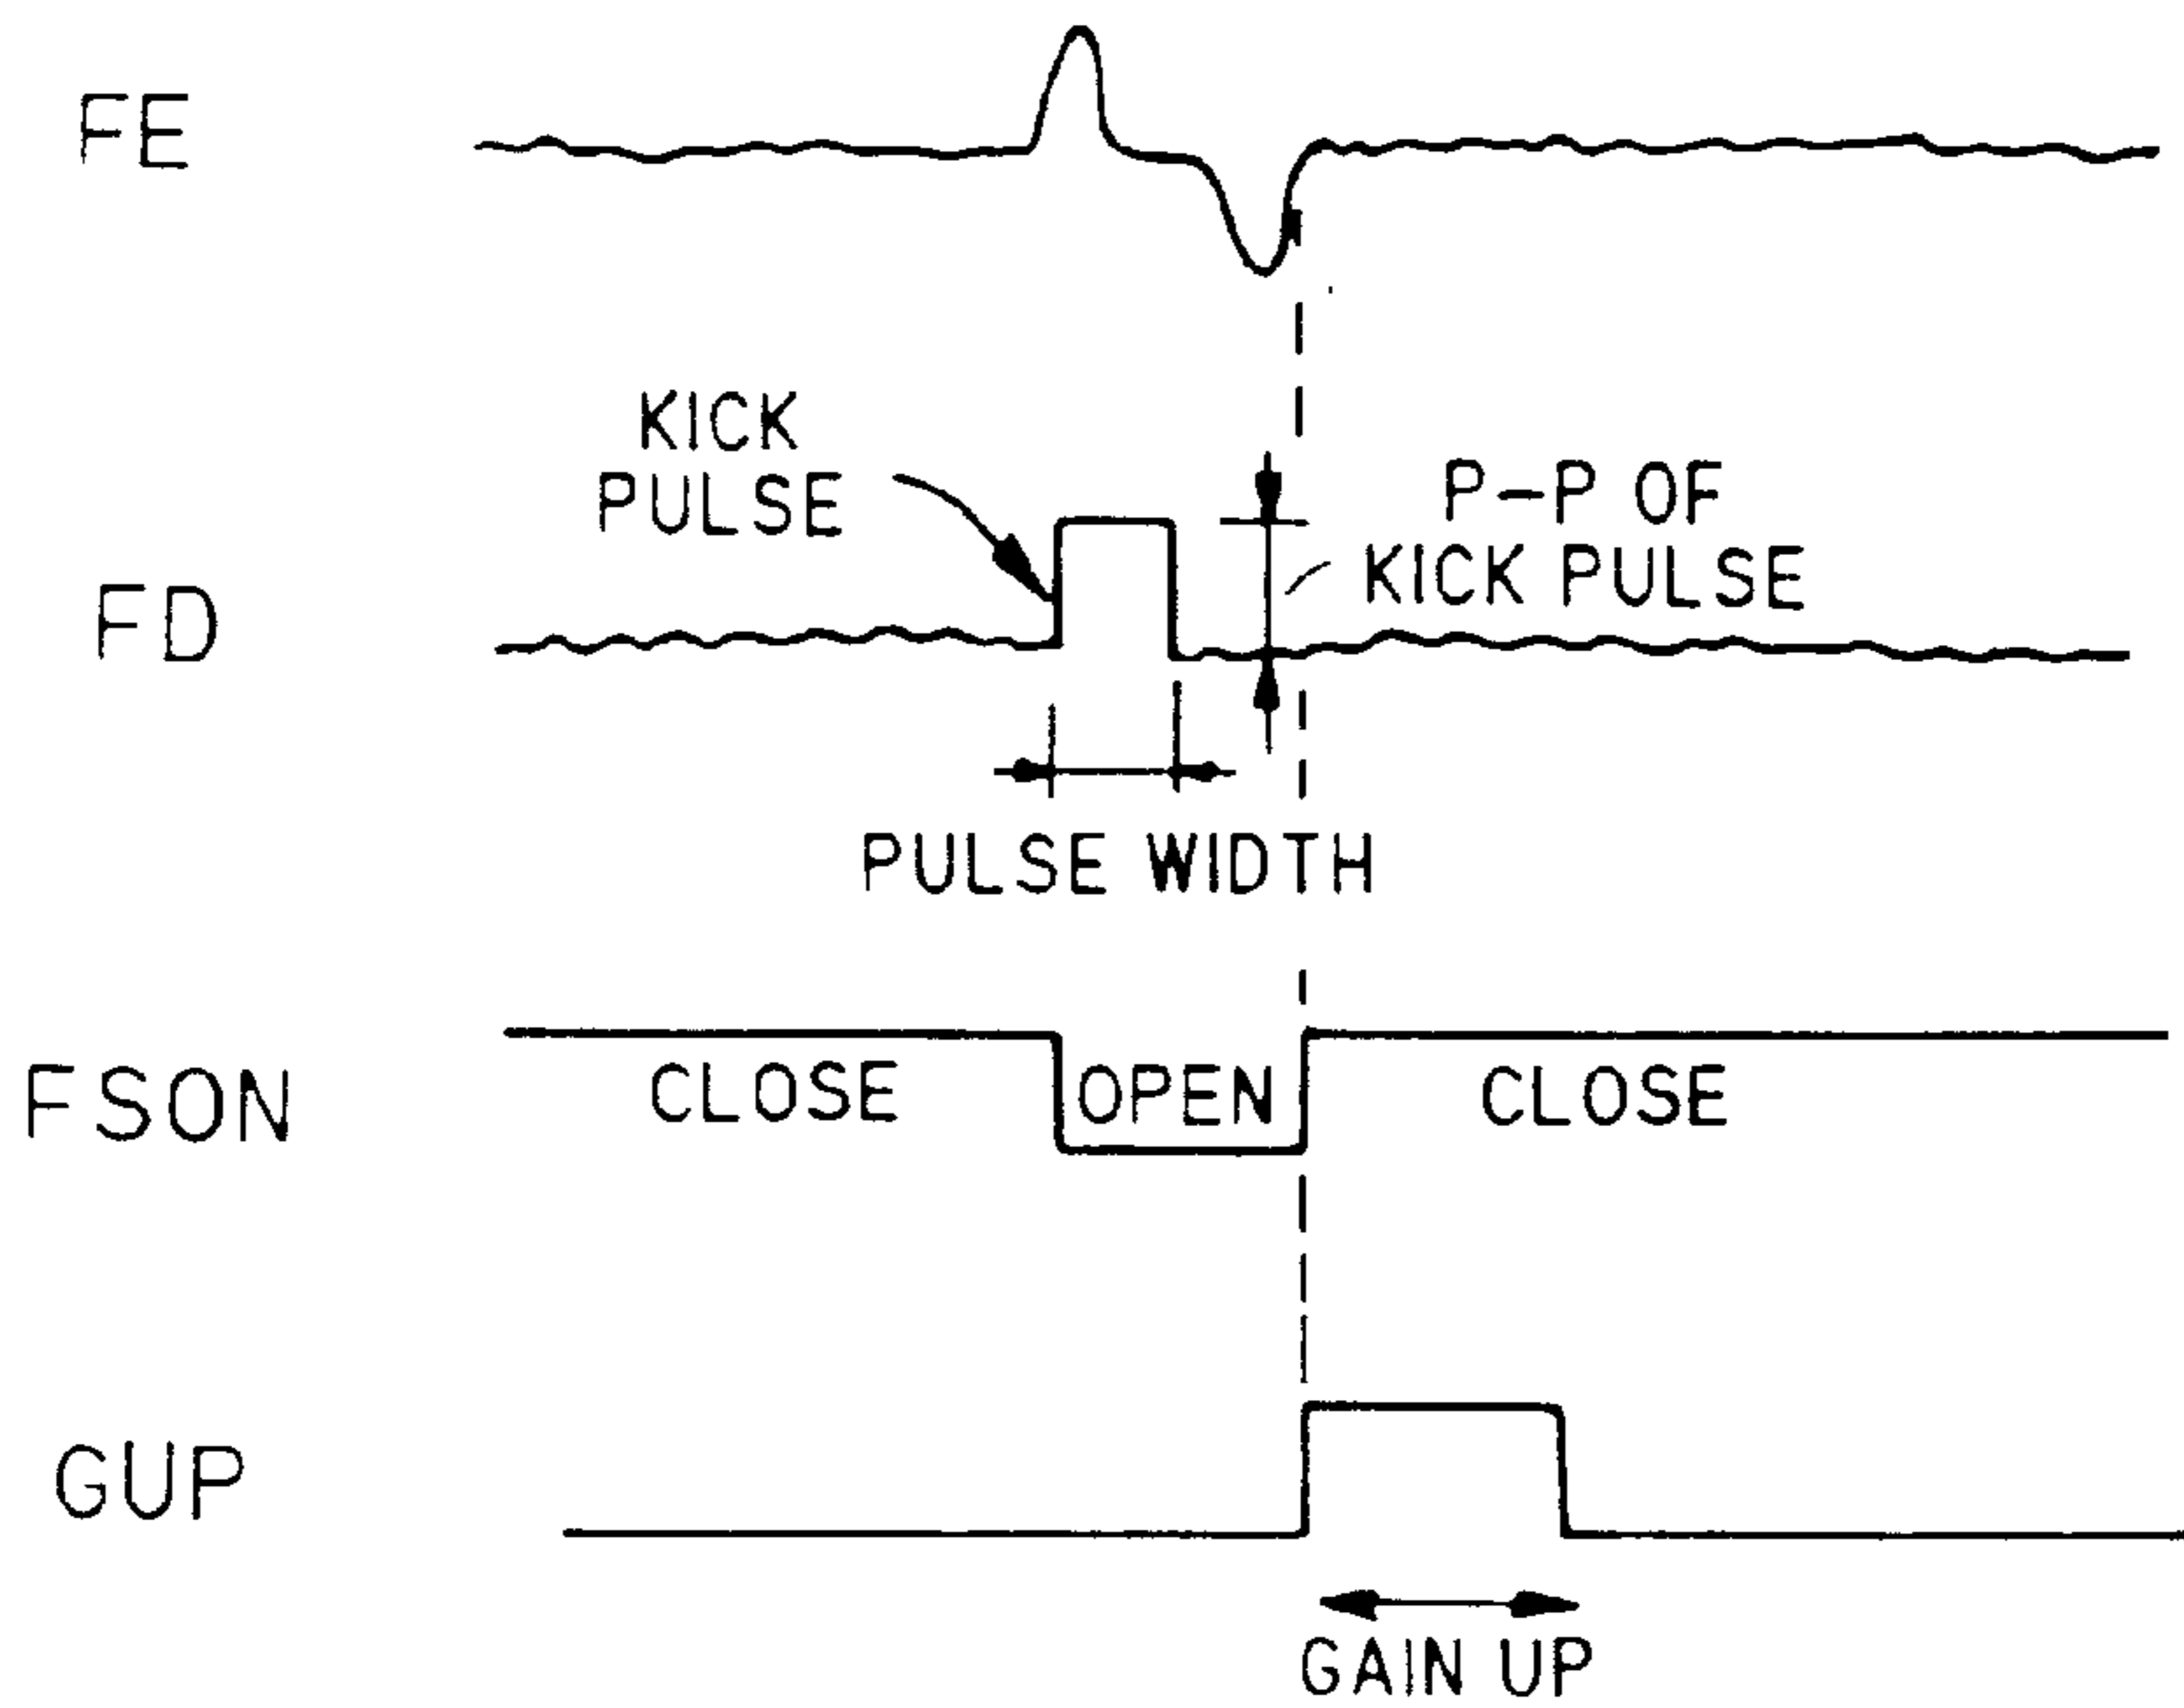 FE
KICK
PULSE
P-P OF
KICK PULSE
FD
PULSE WIDTH
FSON
CLOSE
OPEN
CLOSE
GUP
GAIN UP